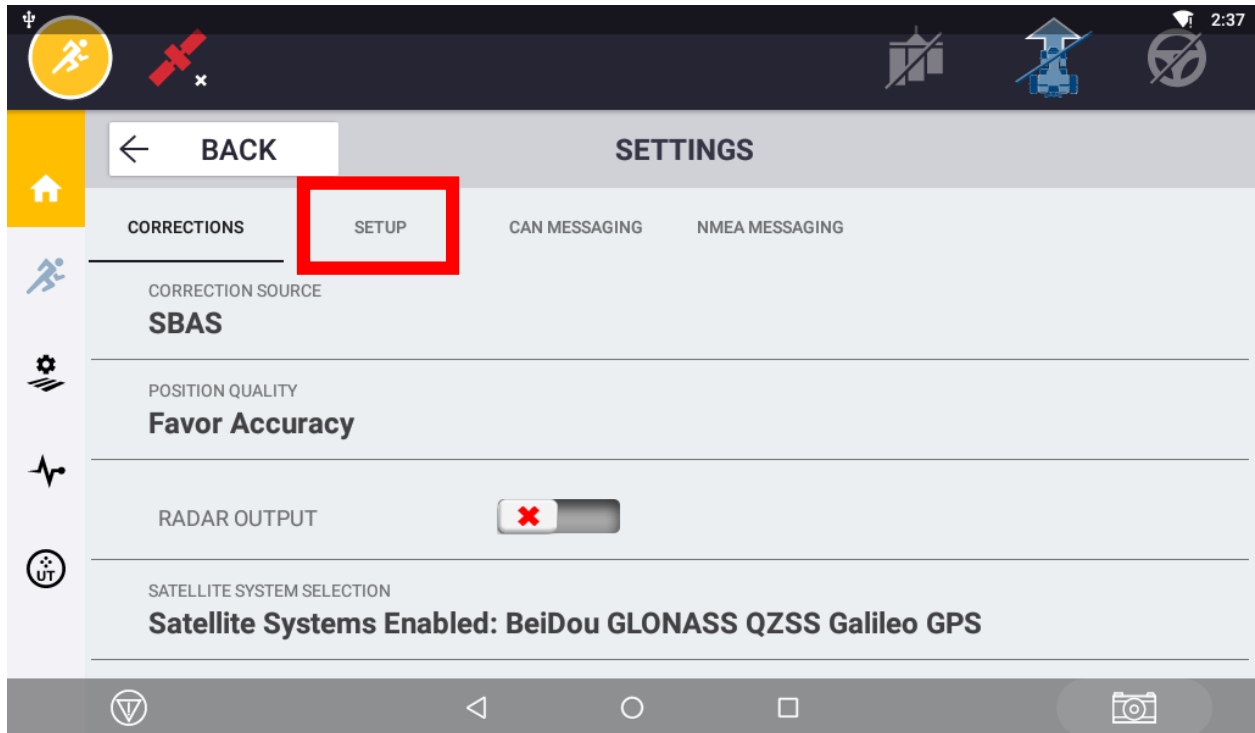 2:37
BACK
SETTINGS
CORRECTIONS SETUP CAN MESSAGING NMEA MESSAGING
CORRECTION SOURCE
SBAS
POSITION QUALITY
Favor Accuracy
RADAR OUTPUT
UT
SATELLITE SYSTEM SELECTION
Satellite Systems Enabled: BeiDou GLONASS QZSS Galileo GPS